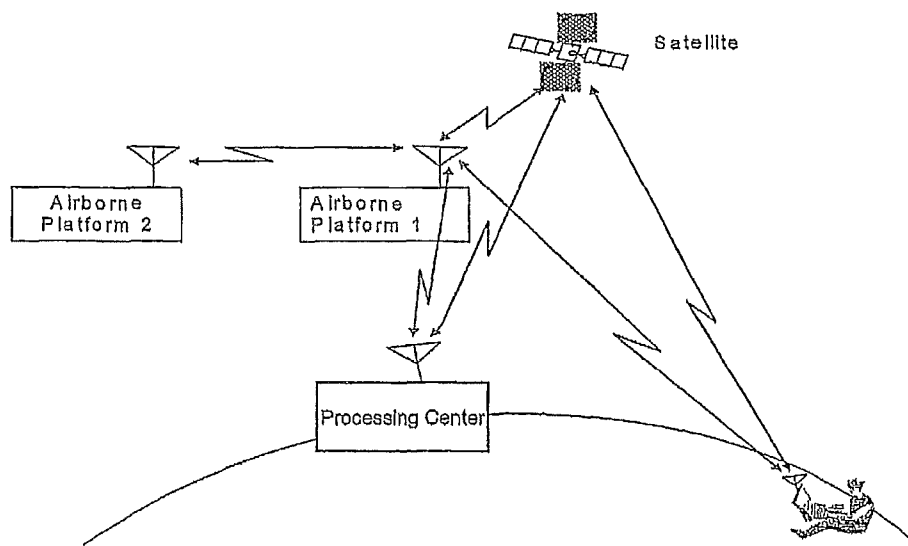 Satellite
Airborne
Platform 2
Airborne
Platform 1
Processing Center